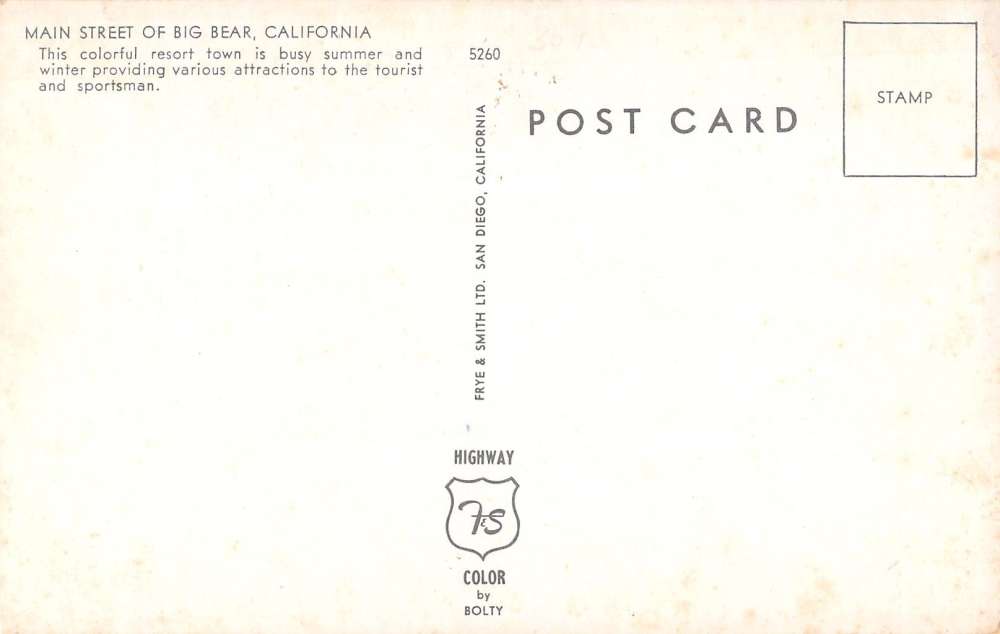 MAIN STREET OF BIG BEAR, CALIFORNIA
This colorful resort town is busy summer and
winter providing various attractions to the tourist
and sportsman.
5260
POST CARD
STAMP
FRYE & SMITH LTD. SAN DIEGO, CALIFORNIA
HIGHWAY
F&S
COLOR
by
BOLTY